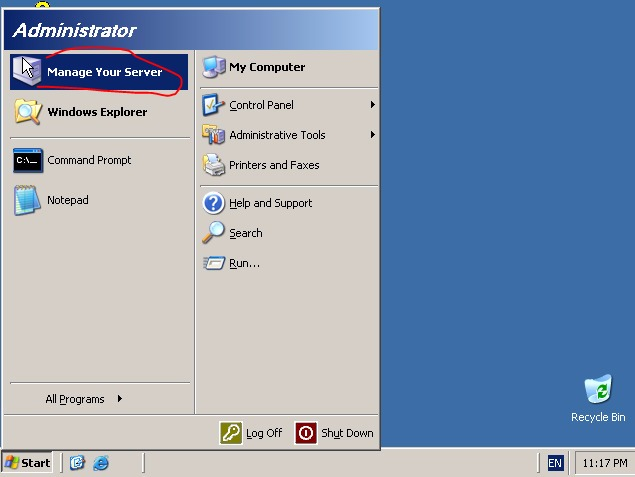 Administrator
Manage Your Server
Windows Explorer
C:\_
Command Prompt
Notepad
All Programs
My Computer
Control Panel
Administrative Tools
Printers and Faxes
Help and Support
Search
Run...
Log Off
Shut Down
Recycle Bin
Start
EN
11:17 PM